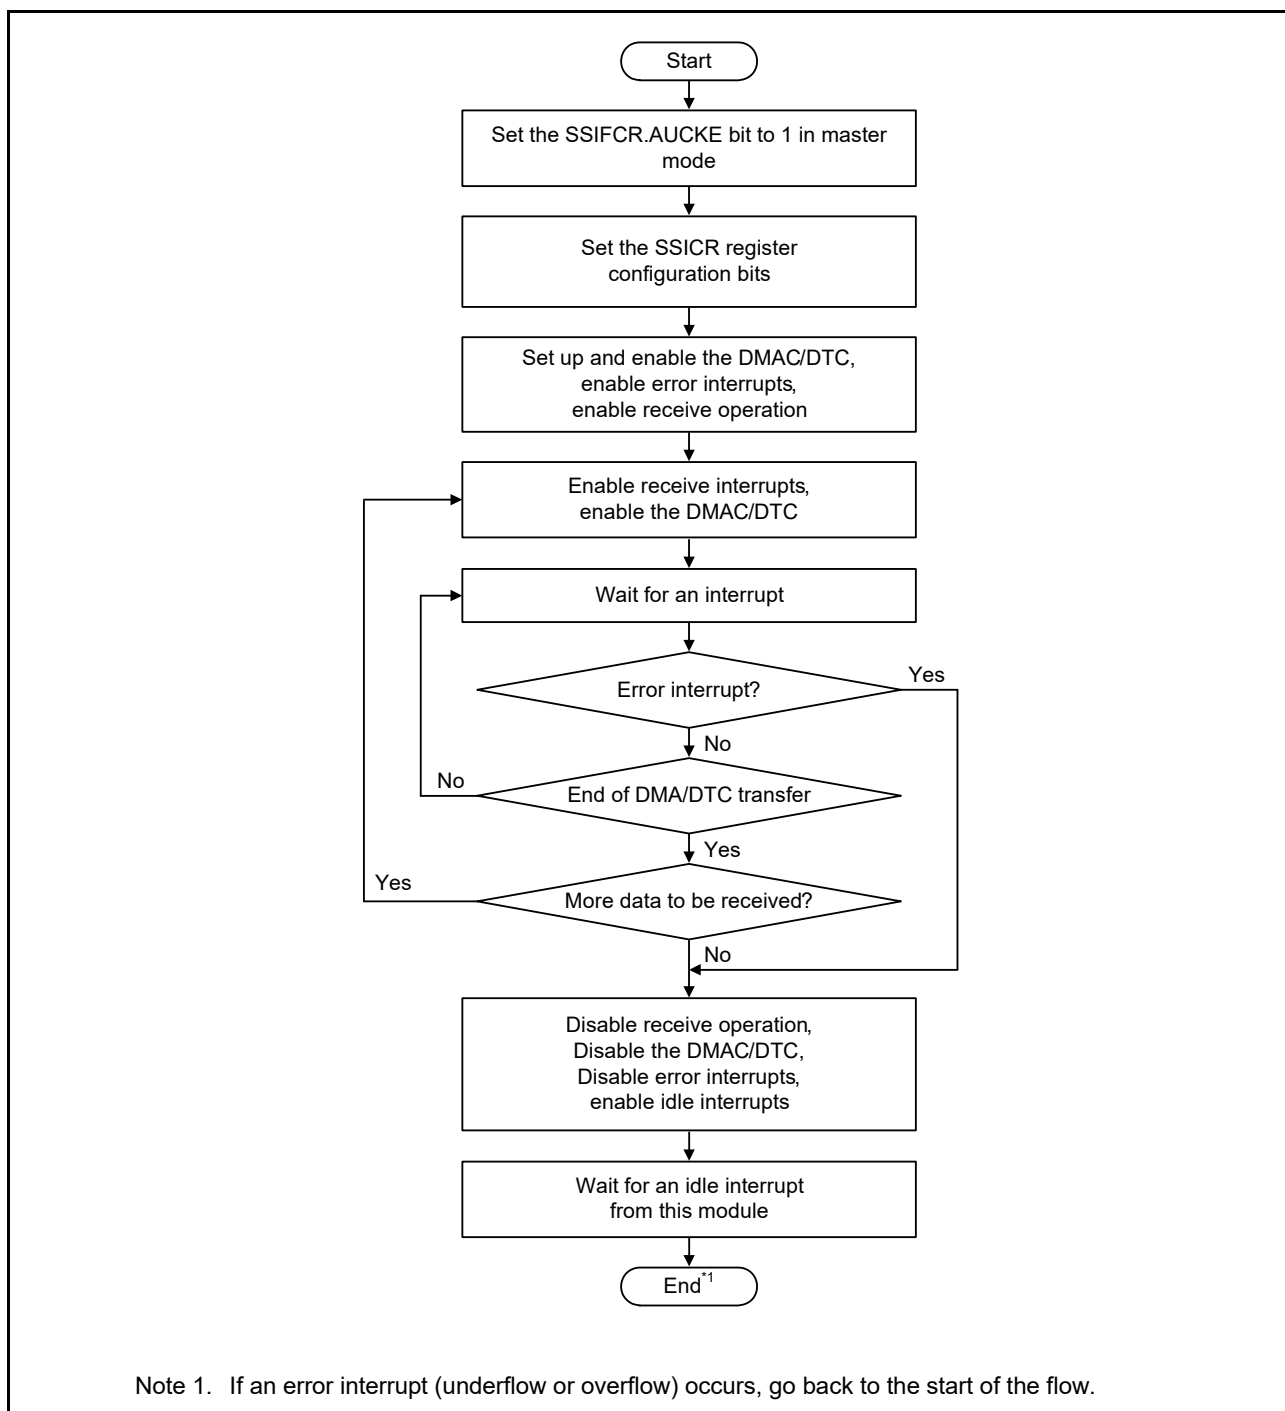 Start
Set the SSIFCR.AUCKE bit to 1 in master
mode
Set the SSICR register
configuration bits
Set up and enable the DMAC/DTC,
enable error interrupts,
enable receive operation
Enable receive interrupts,
enable the DMAC/DTC
Wait for an interrupt
Error interrupt?
Yes
No
End of DMA/DTC transfer
No
Yes
More data to be received?
Yes
No
Disable receive operation,
Disable the DMAC/DTC,
Disable error interrupts,
enable idle interrupts
Wait for an idle interrupt
from this module
End*1
Note 1. If an error interrupt (underflow or overflow) occurs, go back to the start of the flow.